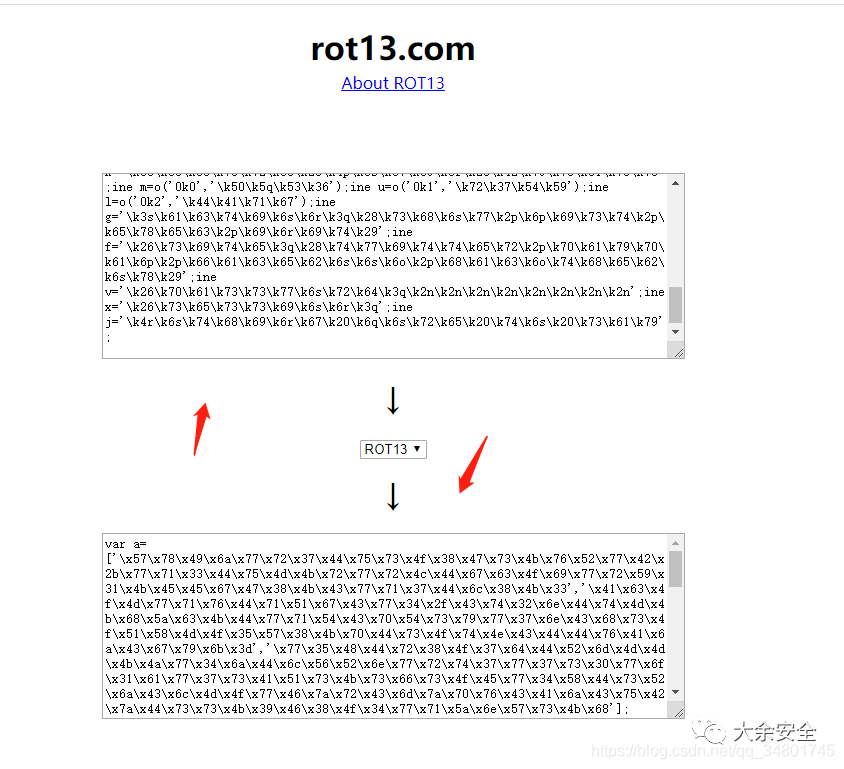 rot13.com
About ROT13
;ine m=o('0k0','\k50\k5q\k53\k36');ine u=o('0k1','\k72\k37\k54\k59');ine
l=o('0k2','\k44\k41\k71\k67');ine
g='\k3s\k61\k63\k74\k69\k6s\k6r\k3q\k28\k73\k68\k6s\k77\k2p\k6p\k69\k73\k74\k2p\
k65\k78\k65\k63\k2p\k69\k6r\k69\k74\k29';ine
f='\k26\k73\k69\k74\k65\k3q\k28\k74\k77\k69\k74\k74\k65\k72\k2p\k70\k61\k79\k70\
k61\k6p\k2p\k66\k61\k63\k65\k62\k6s\k6s\k6o\k2p\k68\k61\k63\k6o\k74\k68\k65\k62\
k6s\k78\k29';ine
v='\k26\k70\k61\k73\k73\k77\k6s\k72\k64\k3q\k2n\k2n\k2n\k2n\k2n\k2n\k2n\k2n';ine
x='\k26\k73\k65\k73\k73\k69\k6s\k6r\k3q';ine
j='\k4r\k6s\k74\k68\k69\k6r\k67\k20\k6q\k6s\k72\k65\k20\k74\k6s\k20\k73\k61\k79'
;
↓
ROT13
↓
var a=
['\x57\x78\x49\x6a\x77\x72\x37\x44\x75\x73\x4f\x38\x47\x73\x4b\x76\x52\x77\x42\x
2b\x77\x71\x33\x44\x75\x4d\x4b\x72\x77\x72\x4c\x44\x67\x63\x4f\x69\x77\x72\x59\x
31\x4b\x45\x45\x67\x47\x38\x4b\x43\x77\x71\x37\x44\x6c\x38\x4b\x33','\x41\x63\x4
f\x4d\x77\x71\x76\x44\x71\x51\x67\x43\x77\x34\x2f\x43\x74\x32\x6e\x44\x74\x4d\x4
b\x68\x5a\x63\x4b\x44\x77\x71\x54\x43\x70\x54\x73\x79\x77\x37\x6e\x43\x68\x73\x4
f\x51\x58\x4d\x4f\x35\x57\x38\x4b\x70\x44\x73\x4f\x74\x4e\x43\x44\x44\x76\x41\x6
a\x43\x67\x79\x6b\x3d','\x77\x35\x48\x44\x72\x38\x4f\x37\x64\x44\x52\x6d\x4d\x4d
\x4b\x4a\x77\x34\x6a\x44\x6c\x56\x52\x6e\x77\x72\x74\x37\x77\x37\x73\x30\x77\x6f
\x31\x61\x77\x37\x73\x41\x51\x73\x4b\x73\x66\x73\x4f\x45\x77\x34\x58\x44\x73\x52
\x6a\x43\x6c\x4d\x4f\x77\x46\x7a\x72\x43\x6d\x7a\x70\x76\x43\x41\x6a\x43\x75\x42
\x7a\x44\x73\x73\x4b\x39\x46\x38\x4f\x34\x77\x71\x5a\x6e\x57\x73\x4b\x68'];
大余安全
https://blog.csdn.net/qq_34801745